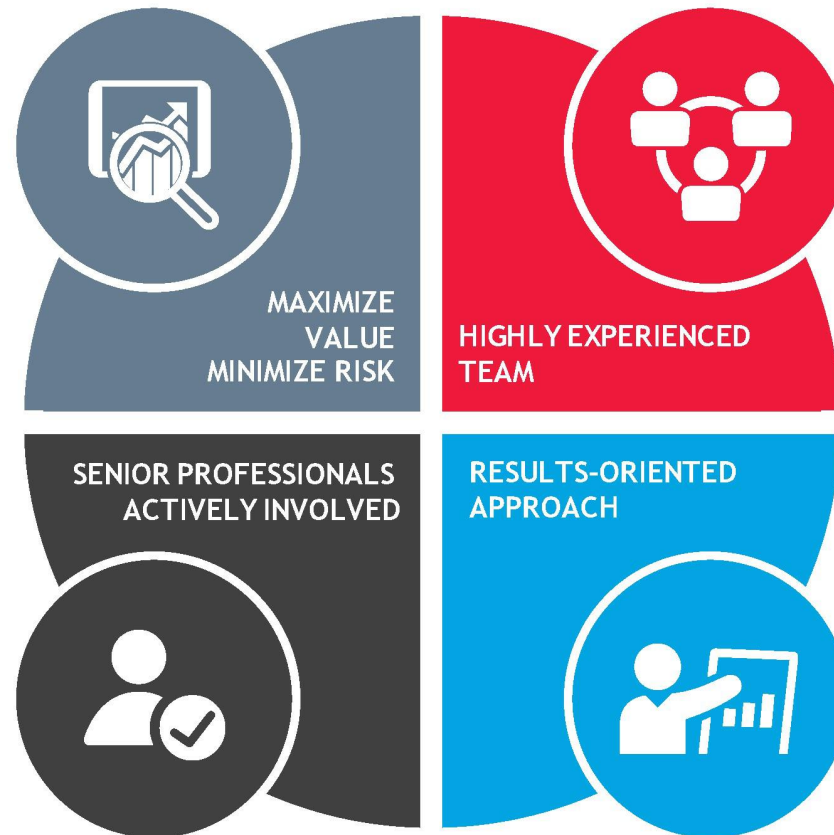 MAXIMIZE
VALUE
MINIMIZE RISK
HIGHLY EXPERIENCED
TEAM
SENIOR PROFESSIONALS
ACTIVELY INVOLVED
RESULTS-ORIENTED
APPROACH